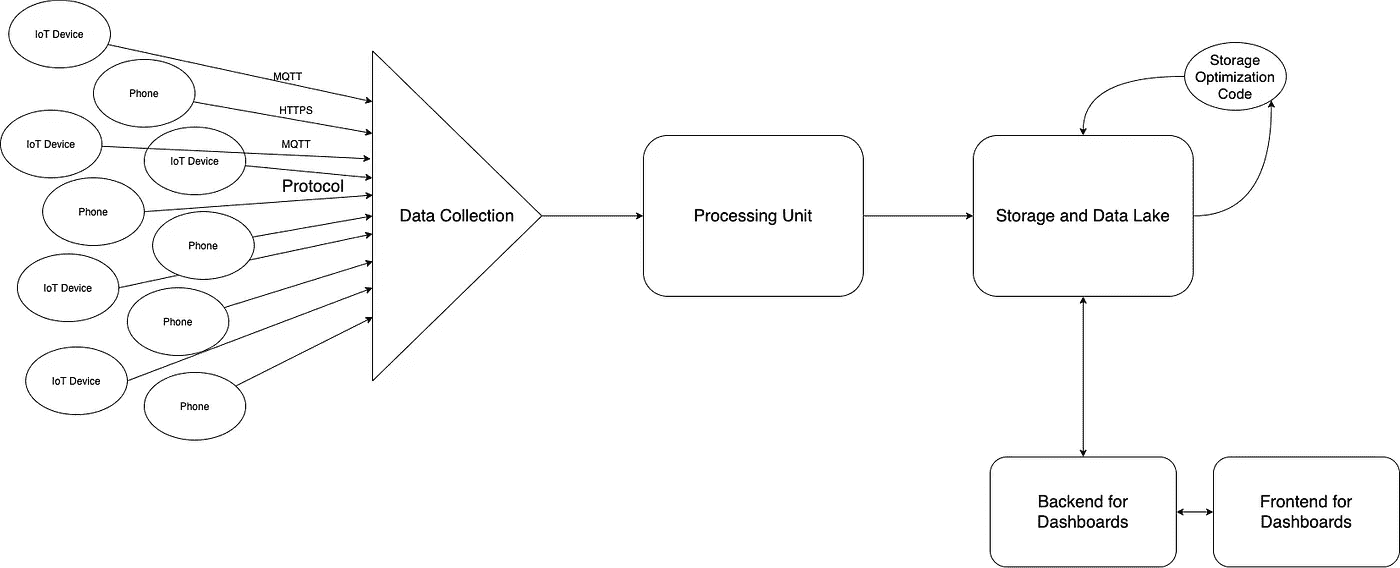 IoT Device
MQTT
Phone
HTTPS
IoT Device
MQTT
IoT Device
Protocol
Phone
Phone
IoT Device
Phone
IoT Device
Phone
Data Collection
Processing Unit
Storage and Data Lake
Storage
Optimization
Code
Backend for
Dashboards
Frontend for
Dashboards